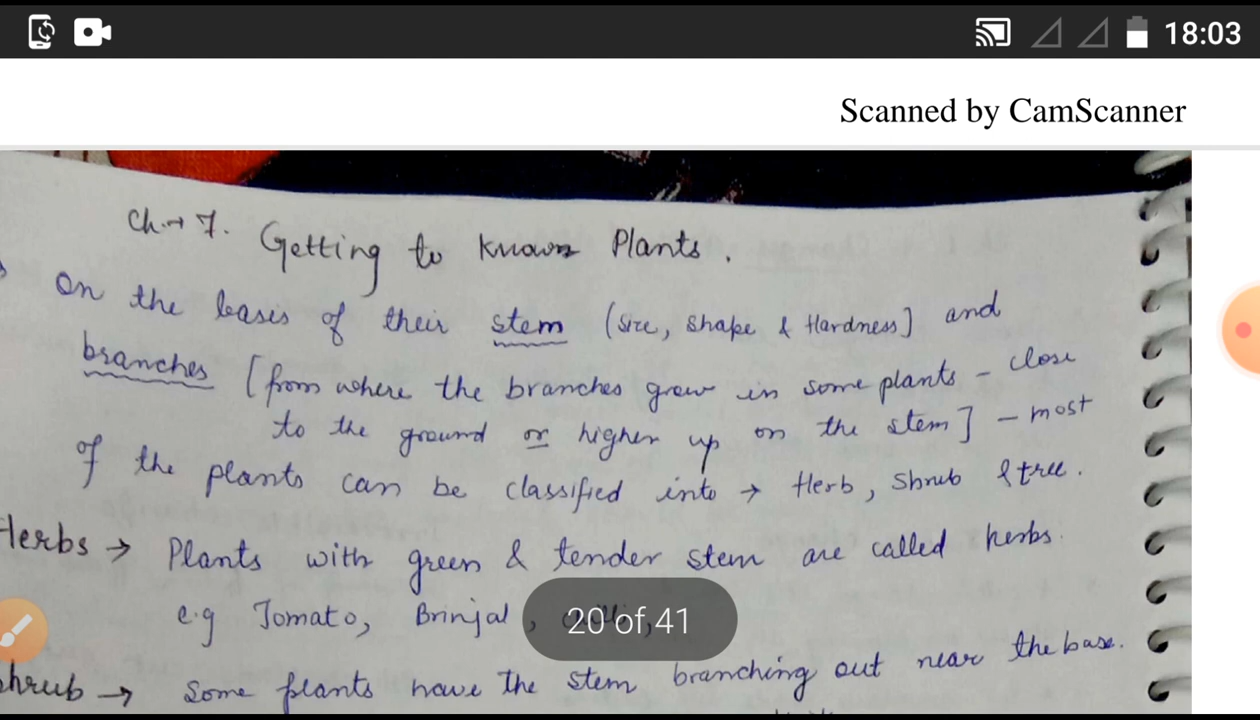 18:03
Scanned by CamScanner
Ch. → 7. Getting to Known Plants.
On the basis of their stem (size, shape & Hardness] and
branches [from where the branches grow in some plants - close
to the ground or higher up on the stem] - most
of the plants can be classified into → Herb, Shrub & tree.
Herbs → Plants with green & tender stem are called herbs.
e.g Tomato, Brinjal,
20 of 41
Shrub → Some plants have the stem branching out near the base.